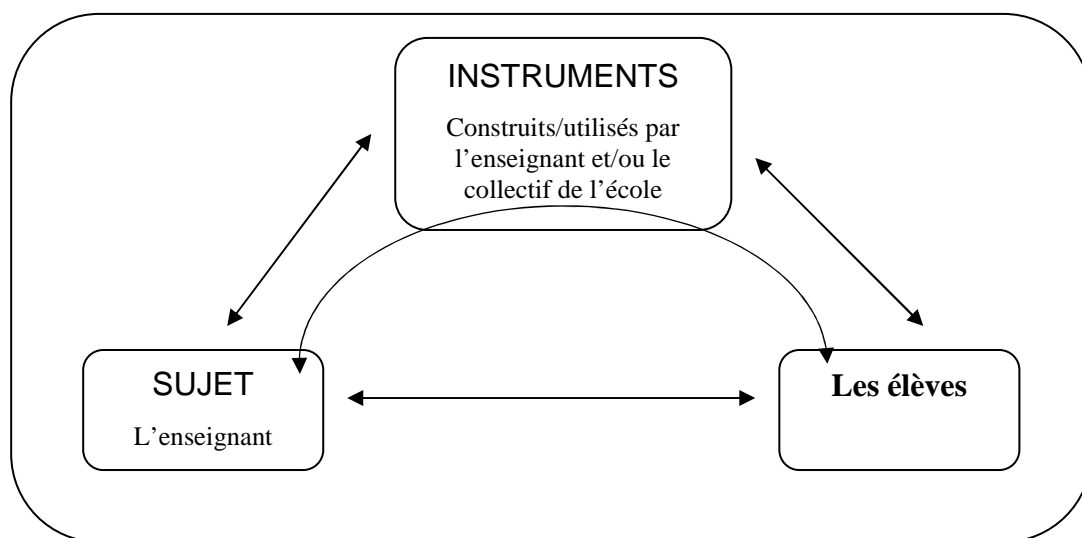 INSTRUMENTS
Construits/utilisés par
l’enseignant et/ou le
collectif de l’école
SUJET
L’enseignant
Les élèves